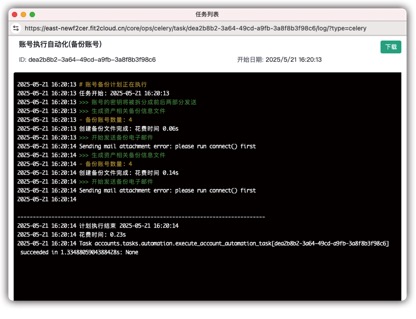 任务列表
https://east-newf2cer.fit2cloud.cn/core/ops/celery/task/dea2b8b2-3a64-49cd-a9fb-3a8f8b3f98c6/log/?type=celery
账号执行自动化(备份账号)
下载
ID: dea2b8b2-3a64-49cd-a9fb-3a8f8b3f98c6 开始日期: 2025/5/21 16:20:13
2025-05-21 16:20:13 # 账号备份计划正在执行
2025-05-21 16:20:13 任务开始: 2025-05-21 16:20:13
2025-05-21 16:20:13 >>> 账号的密钥将被拆分成前后两部分发送
2025-05-21 16:20:13 >>> 生成资产相关备份信息文件
2025-05-21 16:20:13 - 备份账号数量: 4
2025-05-21 16:20:13 创建备份文件完成: 花费时间 0.06s
2025-05-21 16:20:13 >>> 开始发送备份电子邮件
2025-05-21 16:20:14 Sending mail attachment error: please run connect() first
2025-05-21 16:20:14 >>> 生成资产相关备份信息文件
2025-05-21 16:20:14 - 备份账号数量: 4
2025-05-21 16:20:14 创建备份文件完成: 花费时间 0.14s
2025-05-21 16:20:14 >>> 开始发送备份电子邮件
2025-05-21 16:20:14 Sending mail attachment error: please run connect() first
2025-05-21 16:20:14
2025-05-21 16:20:14 计划执行结束 2025-05-21 16:20:14
2025-05-21 16:20:14 花费时间: 0.23s
2025-05-21 16:20:14 Task accounts.tasks.automation.execute_account_automation_task[dea2b8b2-3a64-49cd-a9fb-3a8f8b3f98c6]
succeeded in 1.334880590438428s: None